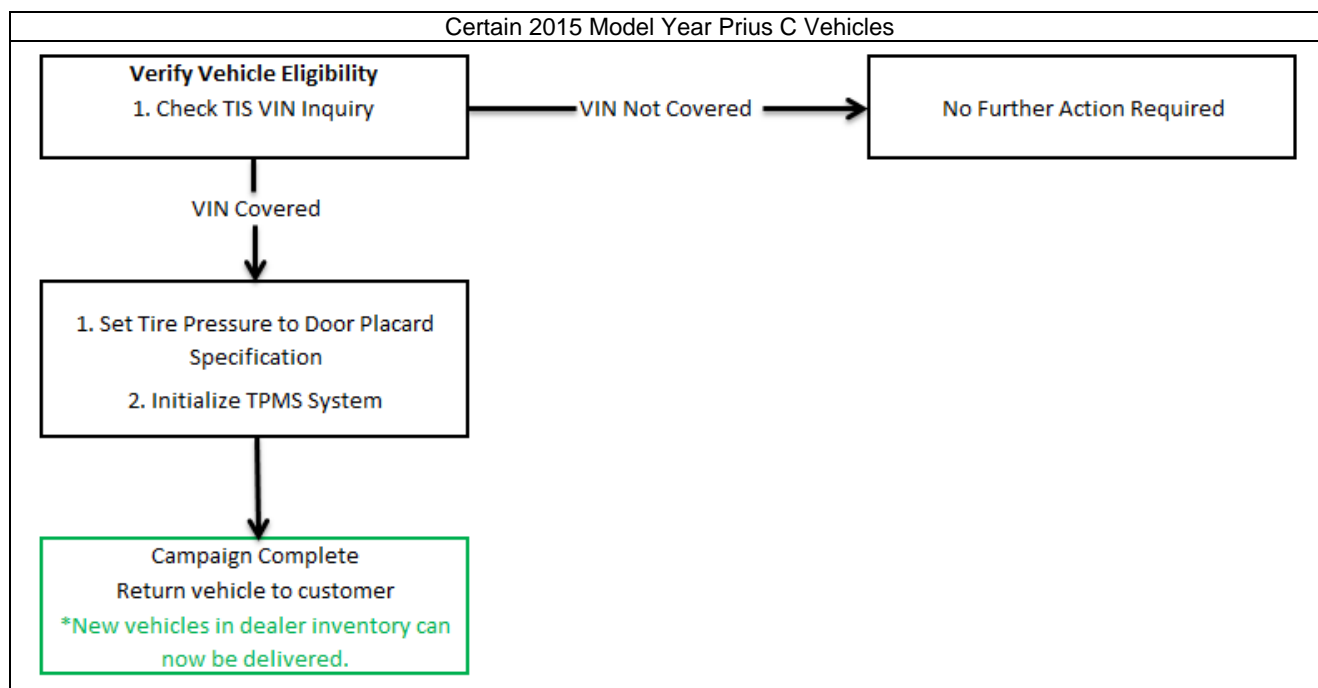 Certain 2015 Model Year Prius C Vehicles
Verify Vehicle Eligibility
1. Check TIS VIN Inquiry
VIN Not Covered
No Further Action Required
VIN Covered
1. Set Tire Pressure to Door Placard
Specification
2. Initialize TPMS System
Campaign Complete
Return vehicle to customer
*New vehicles in dealer inventory can
now be delivered.